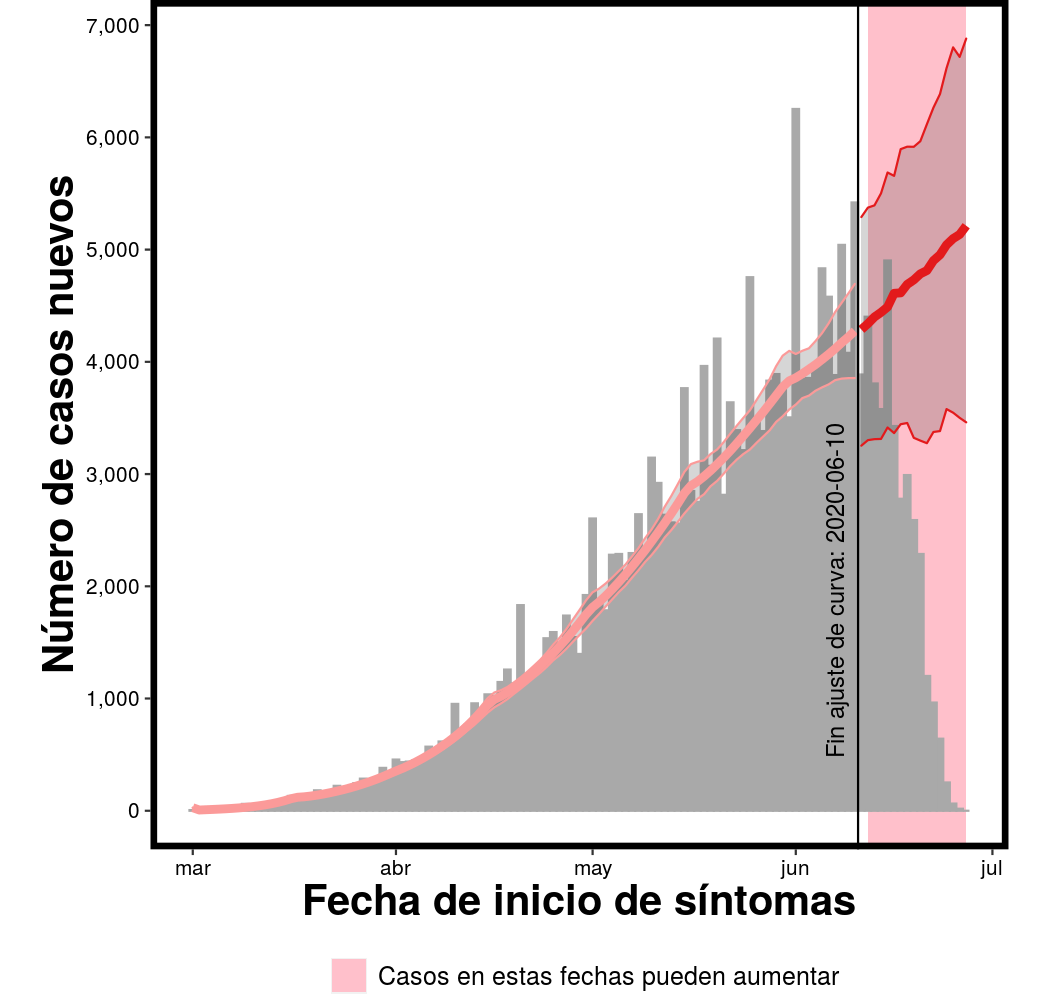 Número de casos nuevos
7,000
6,000
5,000
4,000
3,000
2,000
1,000
0
Fin ajuste de curva: 2020-06-10
mar
abr
may
jun
jul
Fecha de inicio de síntomas
Casos en estas fechas pueden aumentar